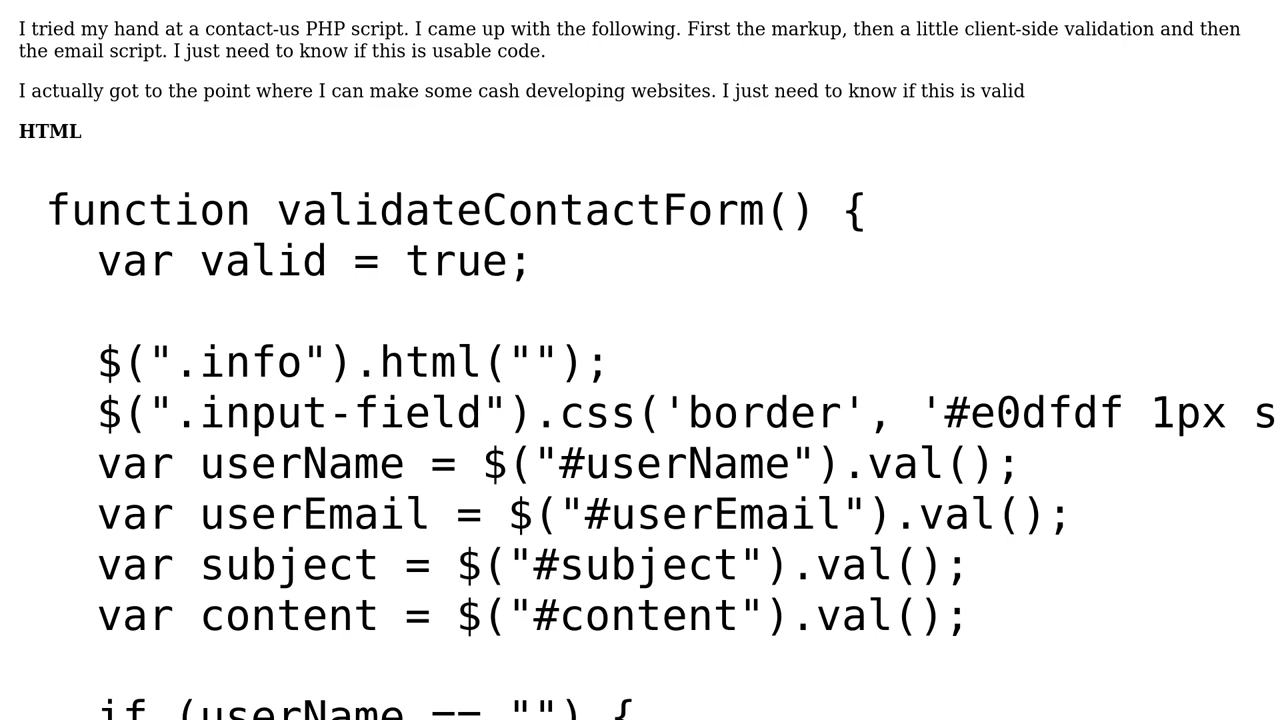 I tried my hand at a contact-us PHP script. I came up with the following. First the markup, then a little client-side validation and then
the email script. I just need to know if this is usable code.
I actually got to the point where I can make some cash developing websites. I just need to know if this is valid
HTML
function validateContactForm() {
var valid = true;
$(".info").html("");
$(".input-field").css('border', '#e0dfdf 1px s
var userName = $("#userName").val();
var userEmail = $("#userEmail").val();
var subject = $("#subject").val();
var content = $("#content").val();
if (userName == "") {